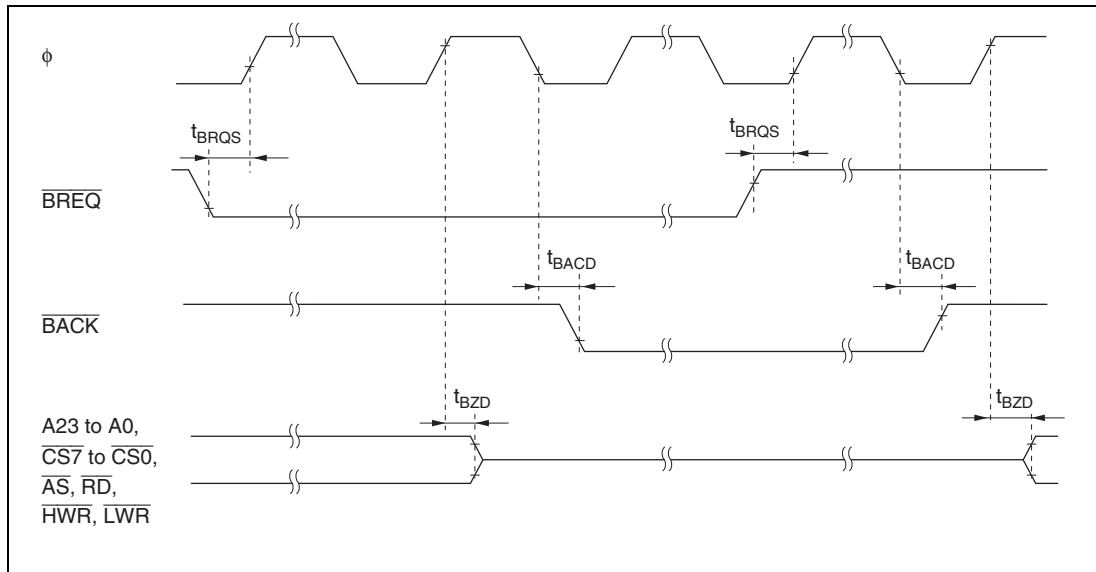 ϕ
tBRQS
tBRQS
BREQ
tBACD
tBACD
BACK
tBZD
tBZD
A23 to A0,
CS7 to CS0,
AS, RD,
HWR, LWR